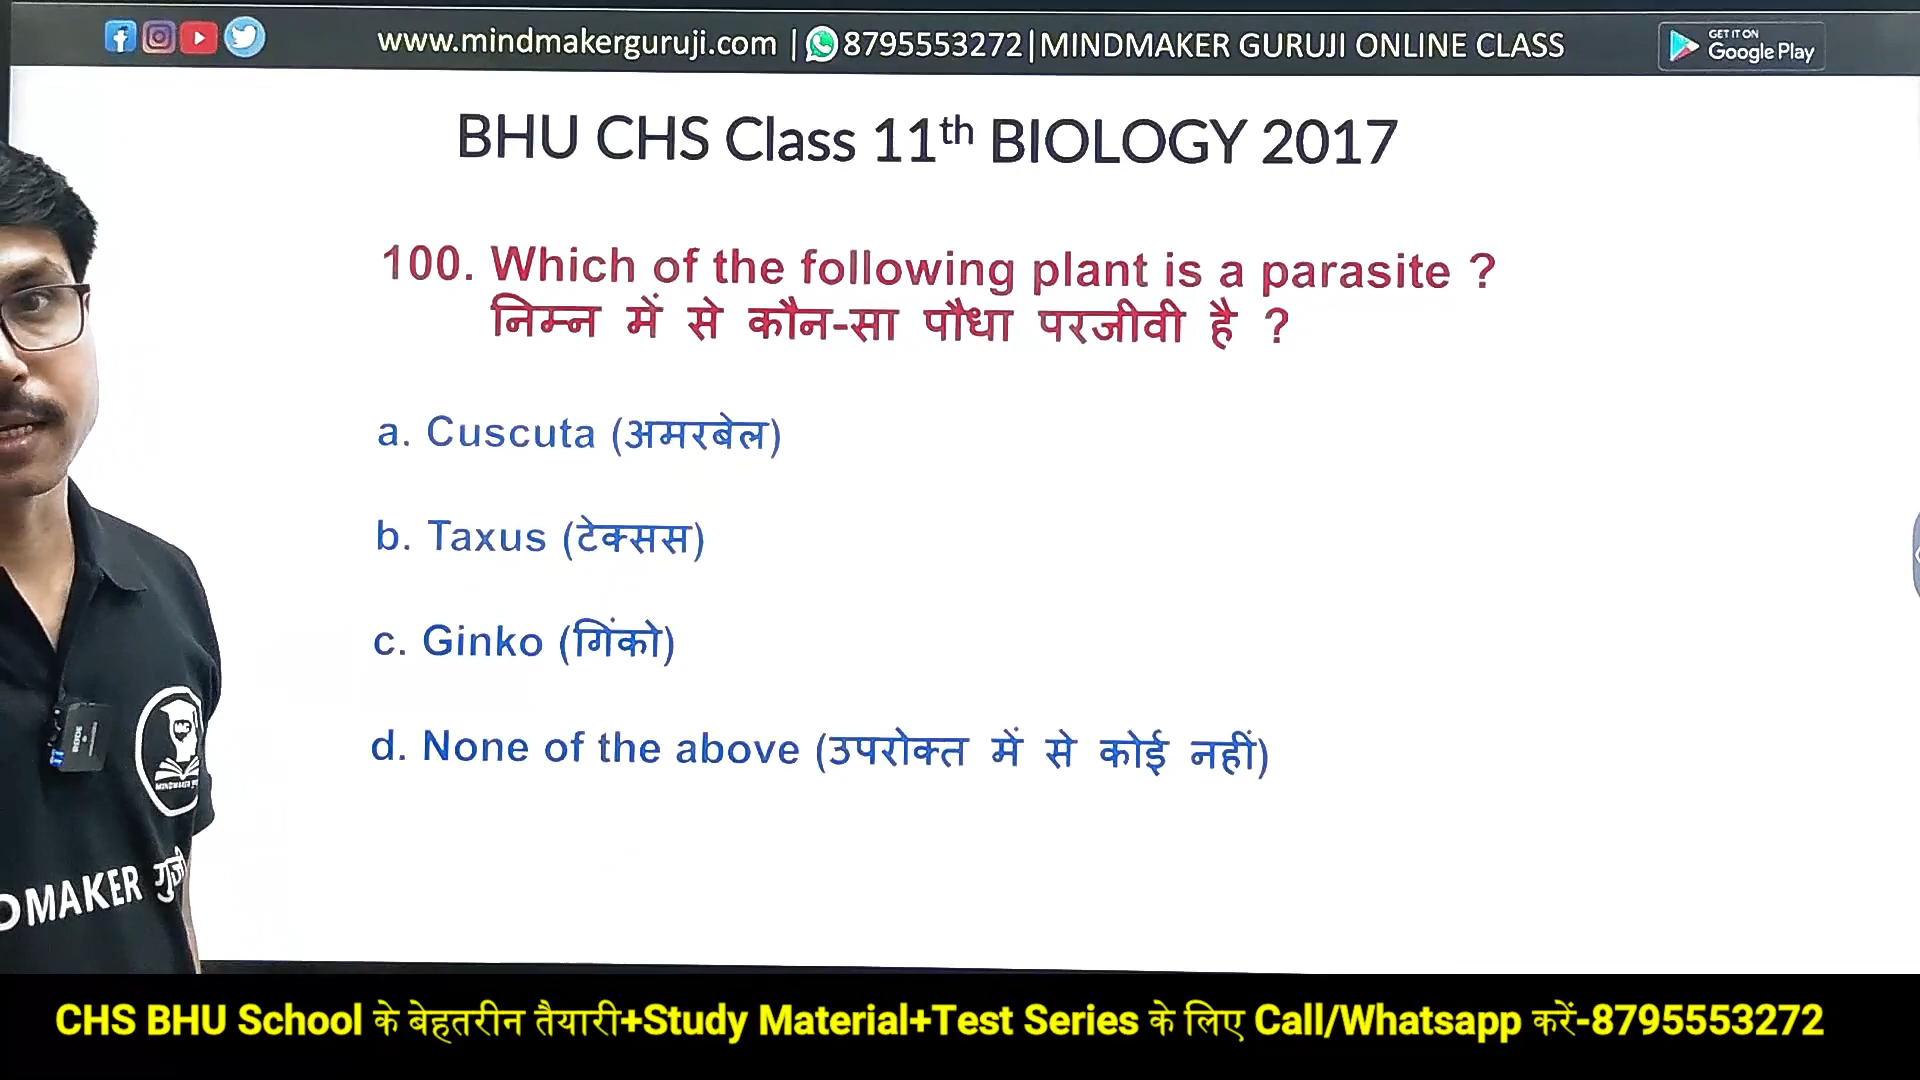 www.mindmakerguruji.com | 8795553272|MINDMAKER GURUJI ONLINE CLASS
GET IT ON
Google Play
BHU CHS Class 11th BIOLOGY 2017
100. Which of the following plant is a parasite ?
निम्न में से कौन-सा पौधा परजीवी है ?
a. Cuscuta (अमरबेल)
b. Taxus (टेक्सस)
c. Ginko (गिंको)
d. None of the above (उपरोक्त में से कोई नहीं)
RODE
DMAKER गुरुजी
CHS BHU School के बेहतरीन तैयारी+Study Material+Test Series के लिए Call/Whatsapp करें-8795553272